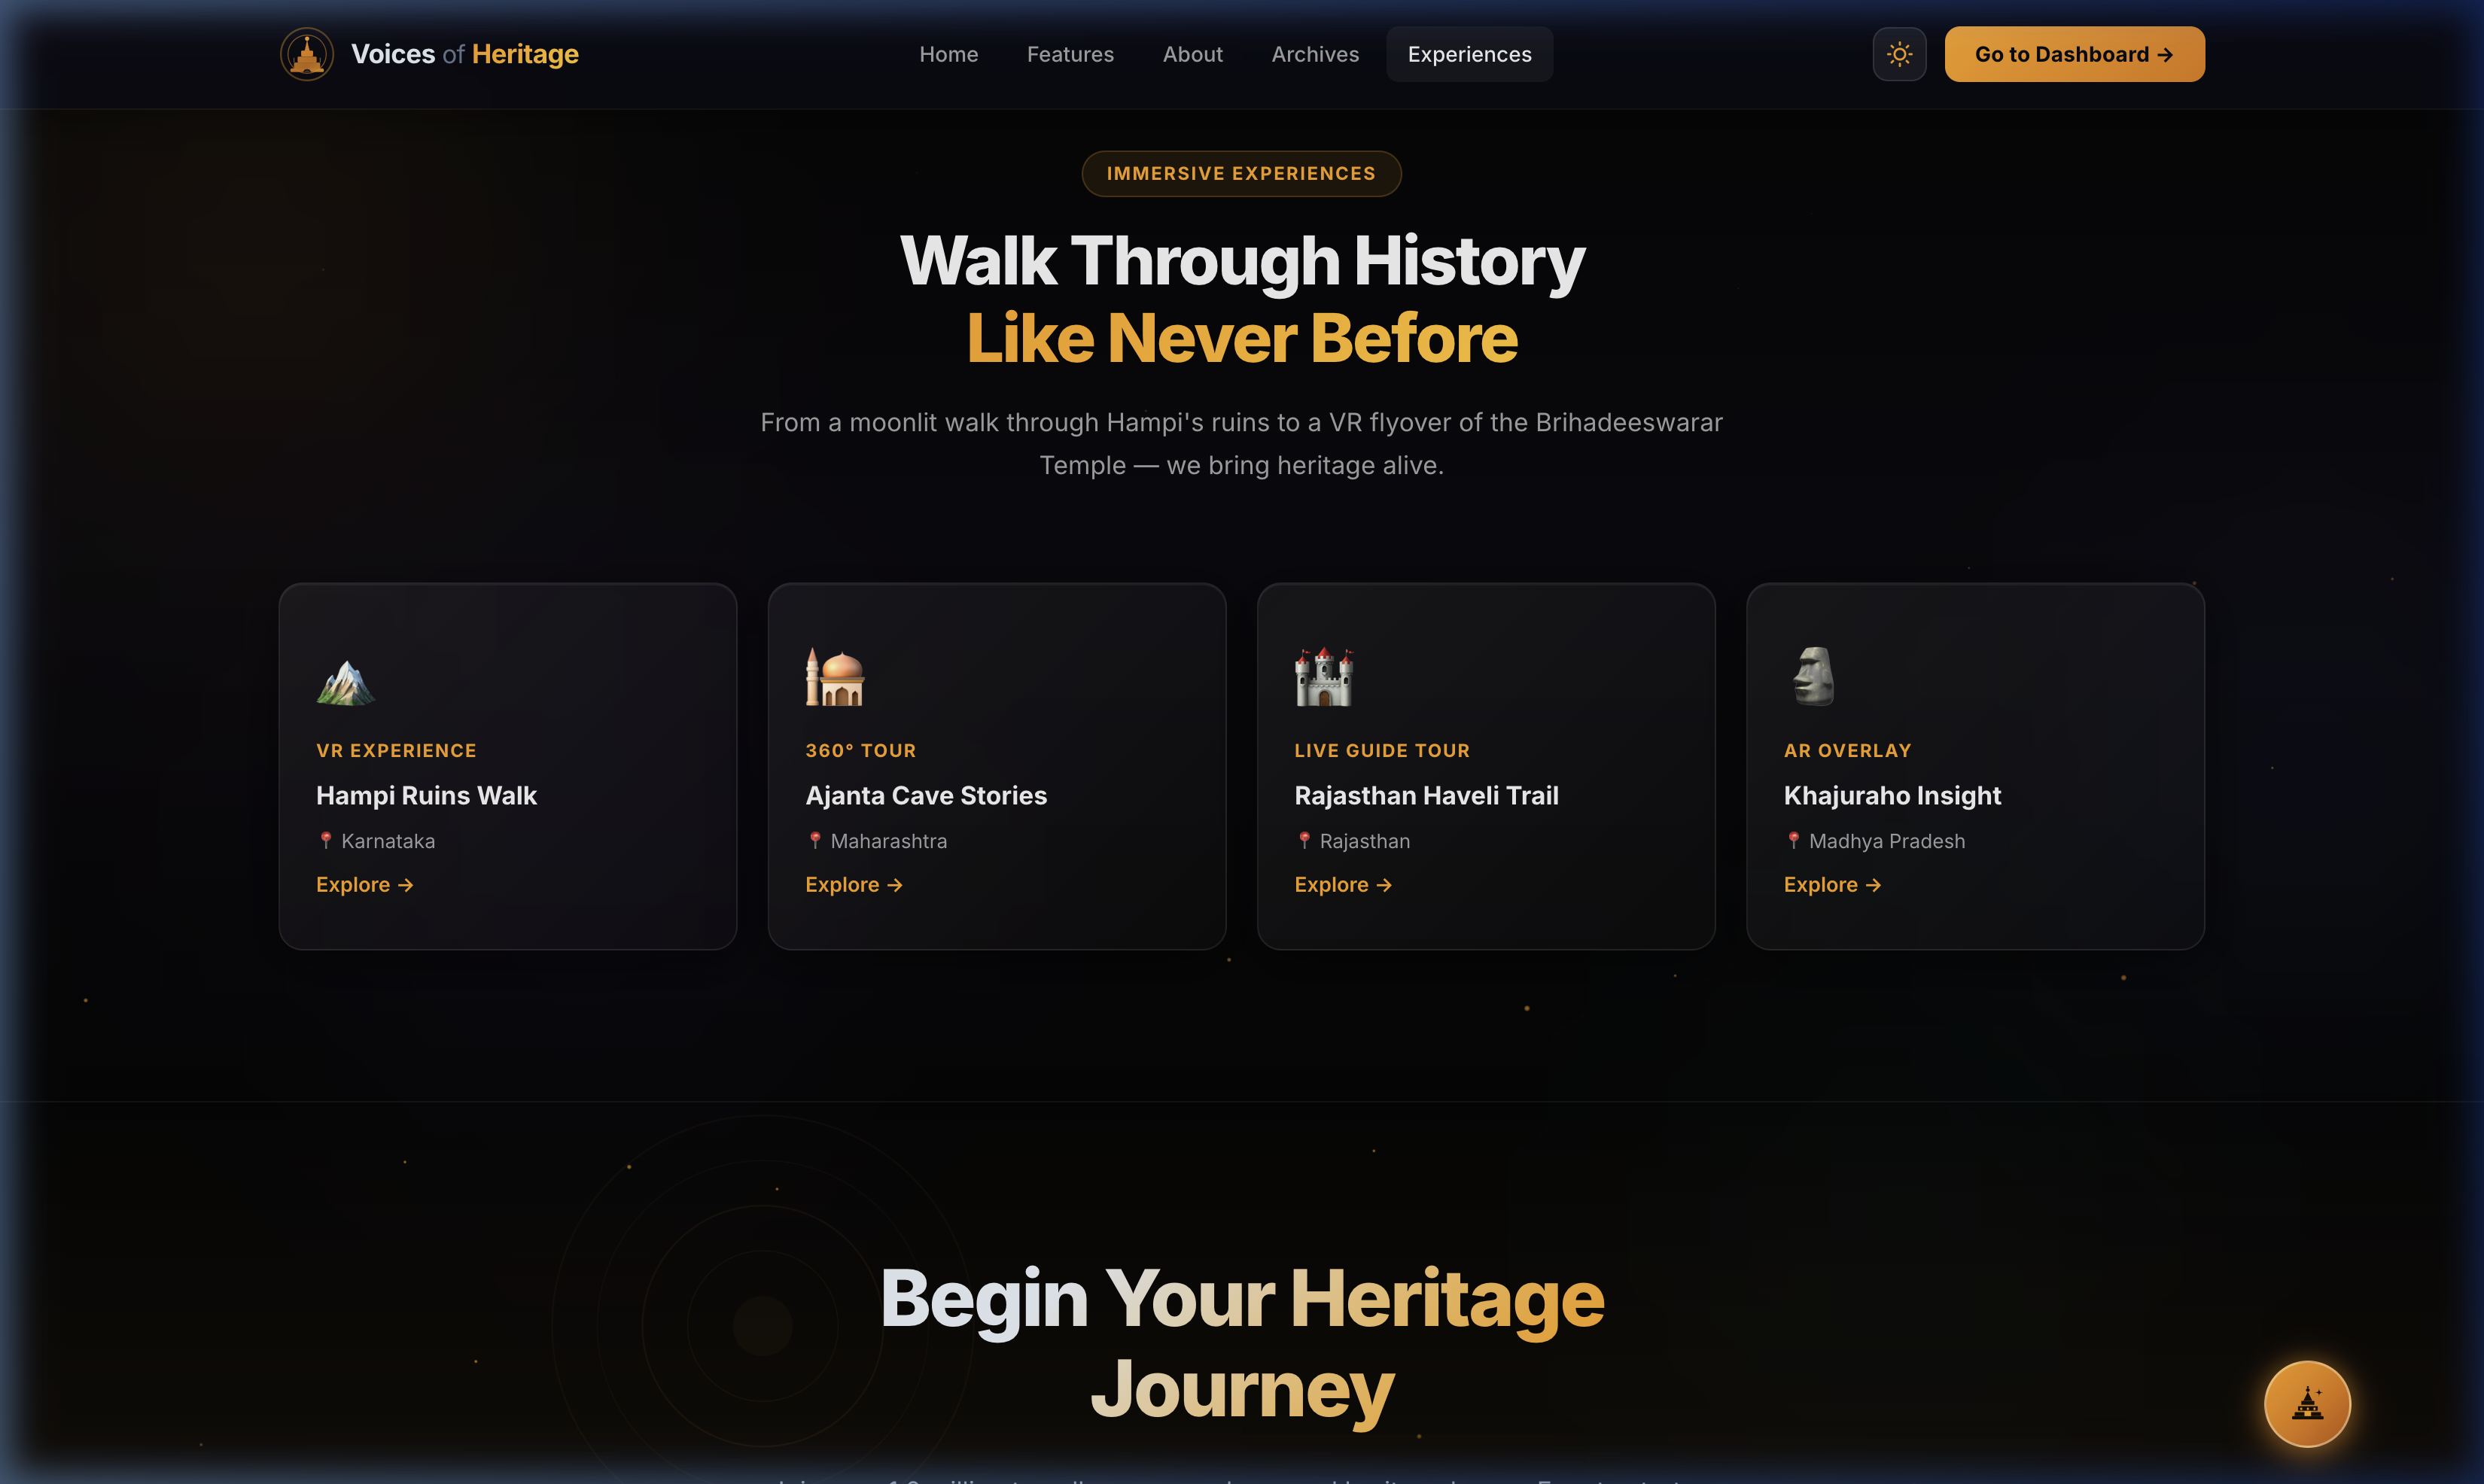 Voices of Heritage
Home
Features
About
Archives
Experiences
Go to Dashboard →
IMMERSIVE EXPERIENCES
Walk Through History
Like Never Before
From a moonlit walk through Hampi's ruins to a VR flyover of the Brihadeeswarar
Temple — we bring heritage alive.
VR EXPERIENCE
Hampi Ruins Walk
Karnataka
Explore →
360° TOUR
Ajanta Cave Stories
Maharashtra
Explore →
LIVE GUIDE TOUR
Rajasthan Haveli Trail
Rajasthan
Explore →
AR OVERLAY
Khajuraho Insight
Madhya Pradesh
Explore →
Begin Your Heritage
Journey